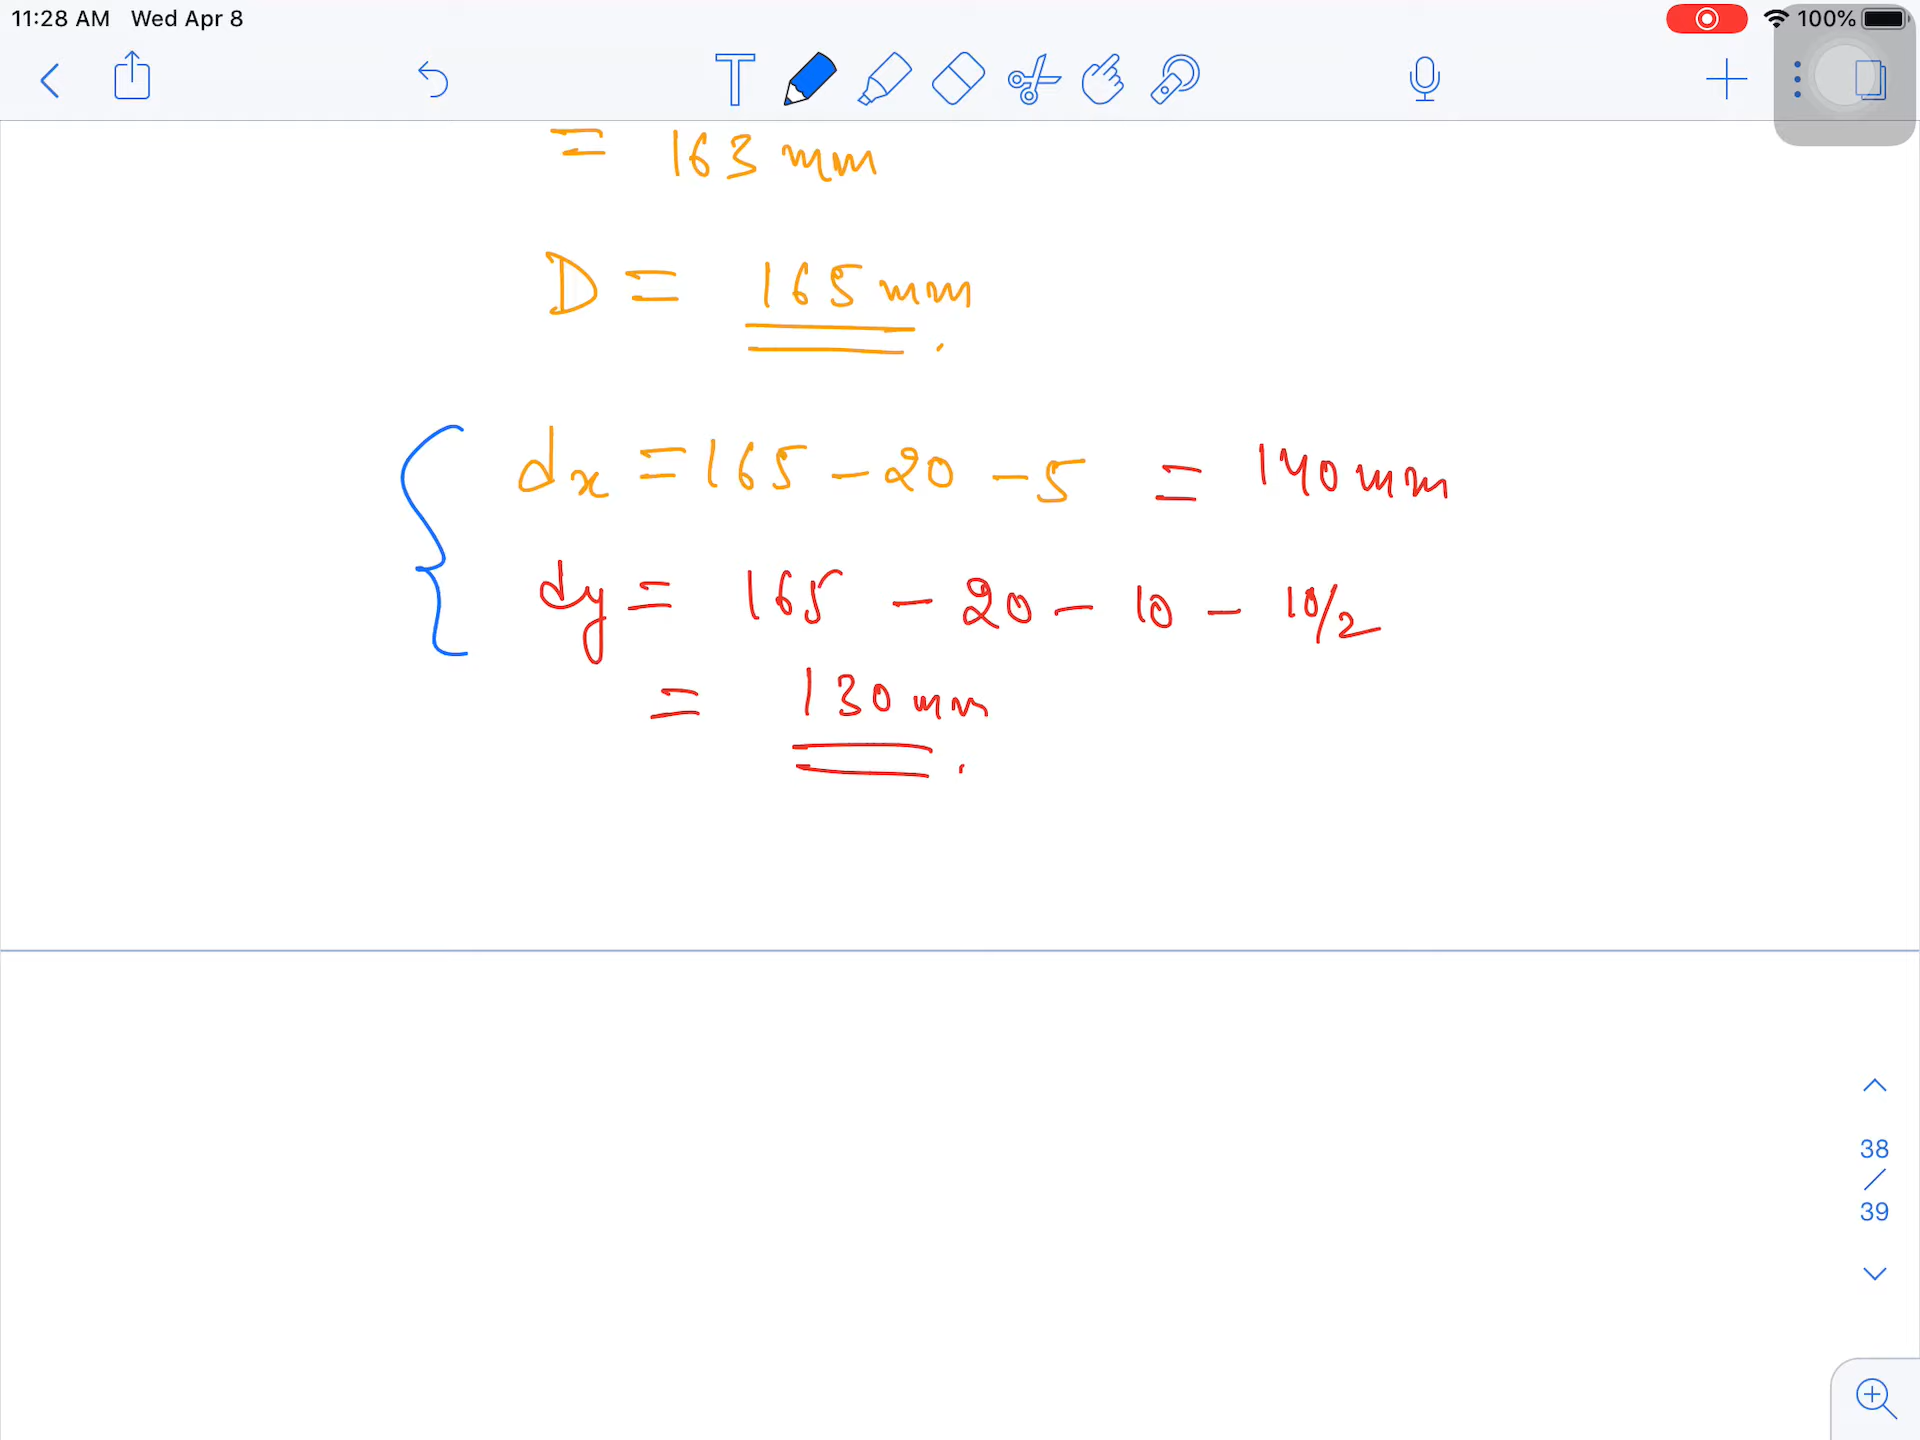 11:28 AM Wed Apr 8
100%
T
= 163 mm
D = 165 mm.
dx = 165 - 20 - 5 = 140 mm
dy = 165 - 20 - 10 - 10/2
= 130 mm.
38
/
39